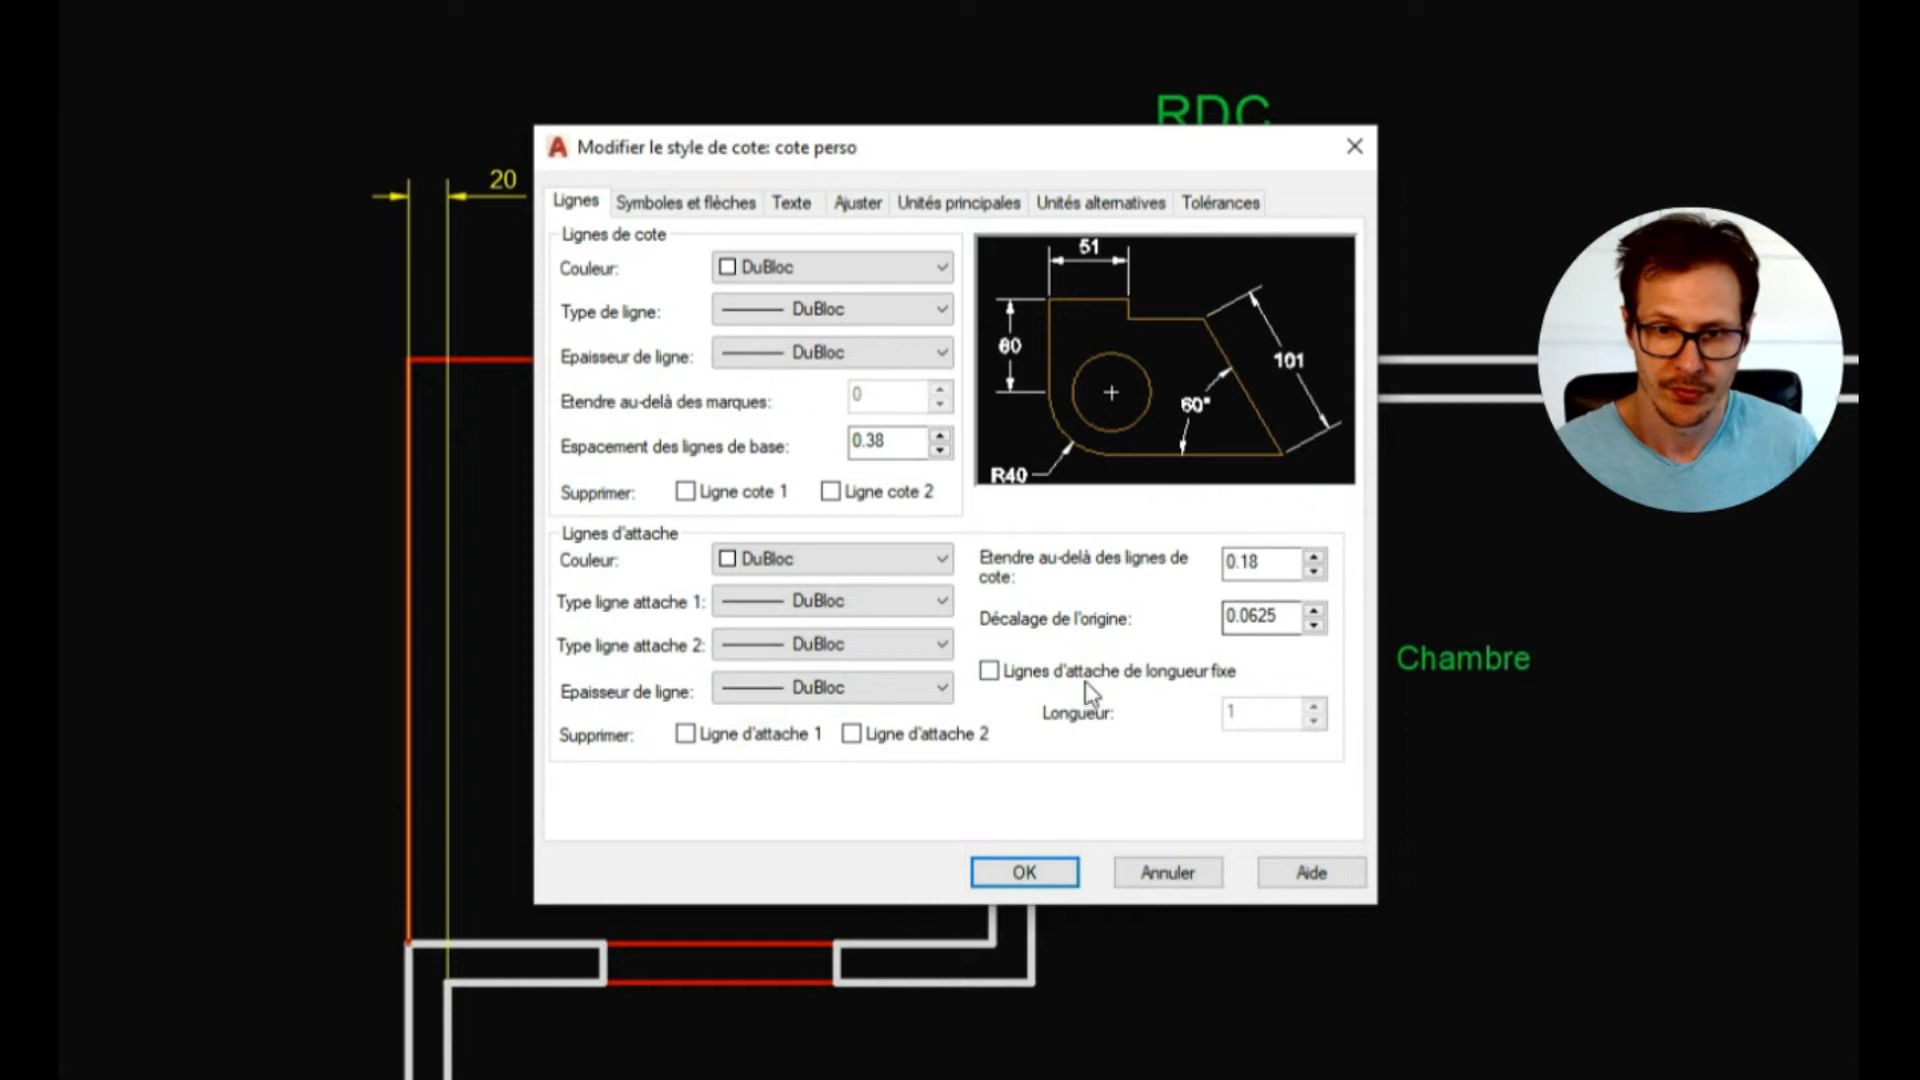 RDC
Modifier le style de cote: cote perso
20
Lignes Symboles et flèches Texte Ajuster Unités principales Unités alternatives Tolérances
Lignes de cote
Couleur: DuBloc
Type de ligne: DuBloc
Epaisseur de ligne: DuBloc
Etendre au-delà des marques: 0
Espacement des lignes de base: 0.38
Supprimer: Ligne cote 1 Ligne cote 2
51
60
101
60°
R40
Lignes d'attache
Couleur: DuBloc
Type ligne attache 1: DuBloc
Type ligne attache 2: DuBloc
Epaisseur de ligne: DuBloc
Supprimer: Ligne d'attache 1 Ligne d'attache 2
Etendre au-delà des lignes de
cote: 0.18
Décalage de l'origine: 0.0625
Lignes d'attache de longueur fixe
Longueur: 1
Chambre
OK Annuler Aide